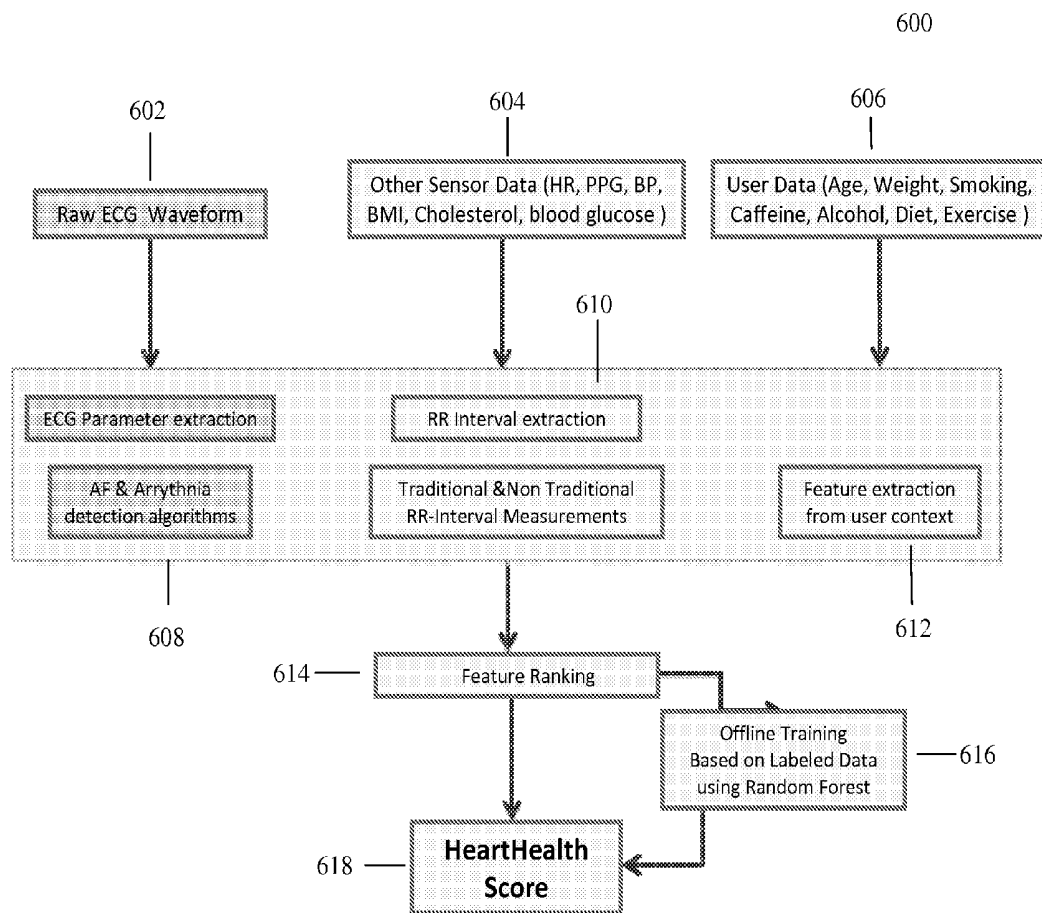 600
602
604
606
Raw ECG Waveform
Other Sensor Data (HR, PPG, BP,
BMI, Cholesterol, blood glucose )
User Data (Age, Weight, Smoking,
Caffeine, Alcohol, Diet, Exercise )
610
ECG Parameter extraction
RR Interval extraction
AF & Arrythnia
detection algorithms
Traditional &Non Traditional
RR-Interval Measurements
Feature extraction
from user context
608
612
614
Feature Ranking
Offline Training
Based on Labeled Data
using Random Forest
616
618
HeartHealth
Score